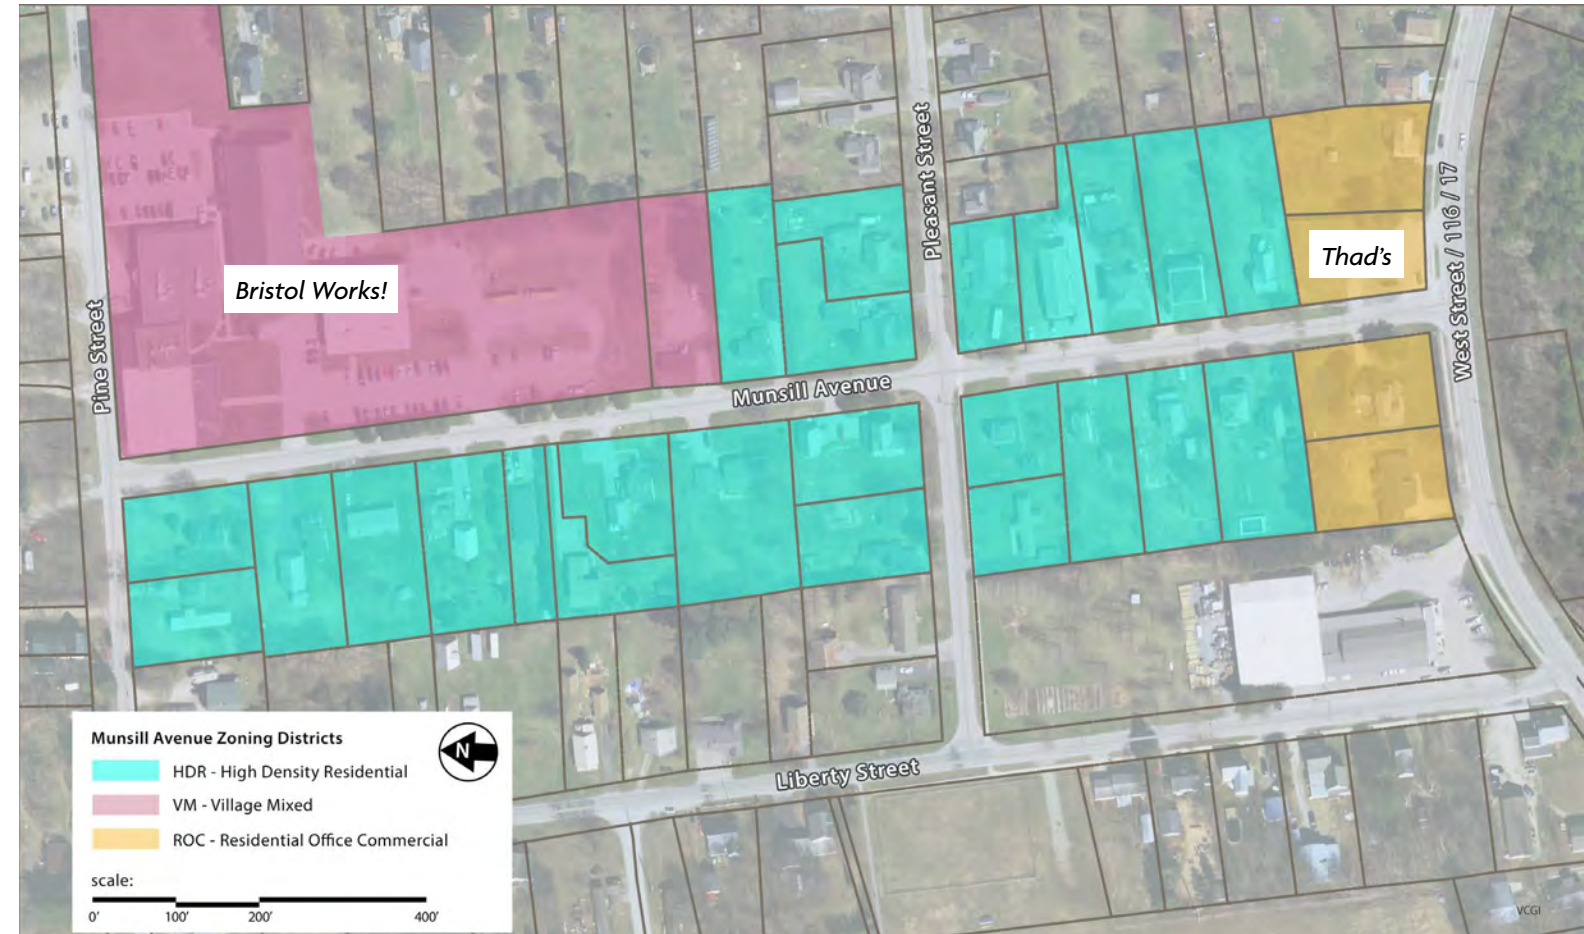 Pleasant Street
West Street / 116 / 17
Thad's
Bristol Works!
Pine Street
Munsill Avenue
Munsill Avenue Zoning Districts
N
HDR - High Density Residential
VM - Village Mixed
ROC - Residential Office Commercial
scale:
0' 100' 200' 400'
Liberty Street
VCGI